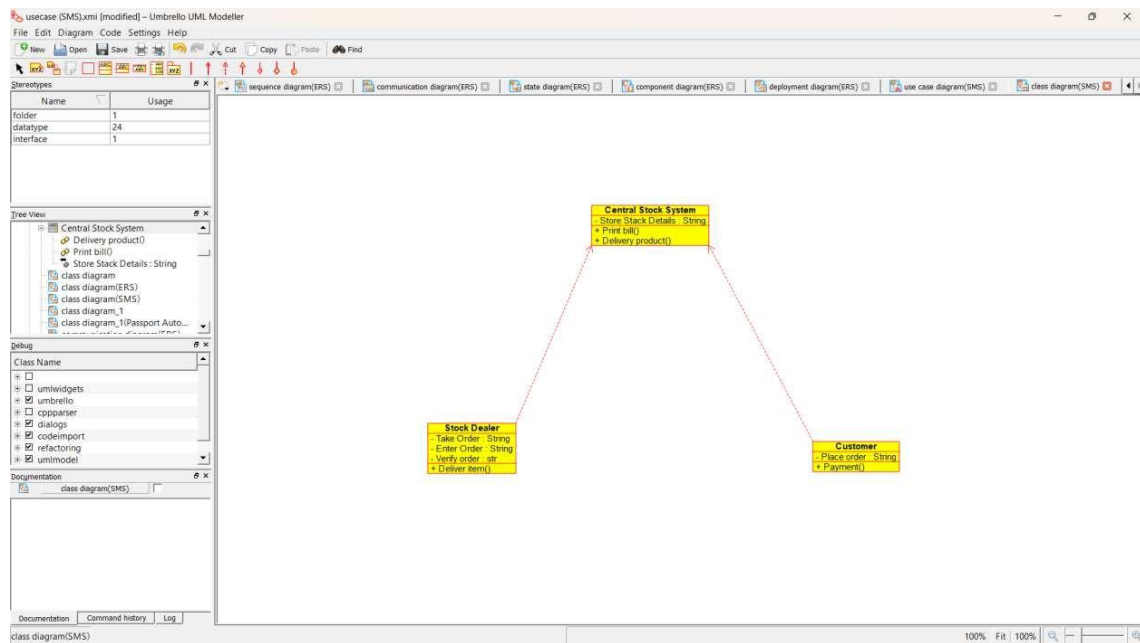 usecase (SMS).xmi [modified] – Umbrello UML Modeller
File Edit Diagram Code Settings Help
New Open Save Cut Copy Paste Find
Stereotypes
sequence diagram(ERS) communication diagram(ERS) state diagram(ERS) component diagram(ERS) deployment diagram(ERS) use case diagram(SMS) class diagram(SMS)
Name Usage
folder 1
datatype 24
interface 1
Tree View
Central Stock System
Delivery product()
Print bill()
Store Stack Details : String
class diagram
class diagram(ERS)
class diagram(SMS)
class diagram_1
class diagram_1(Passport Auto...
Debug
Class Name
umlwidgets
umbrello
cppparser
dialogs
codeimport
refactoring
umlmodel
Documentation
class diagram(SMS)
Central Stock System
- Store Stack Details : String
+ Print bill()
+ Delivery product()
Stock Dealer
- Take Order : String
- Enter Order : String
- Verify order : str
+ Deliver item()
Customer
- Place order : String
+ Payment()
Documentation Command history Log
class diagram(SMS)
100% Fit 100%